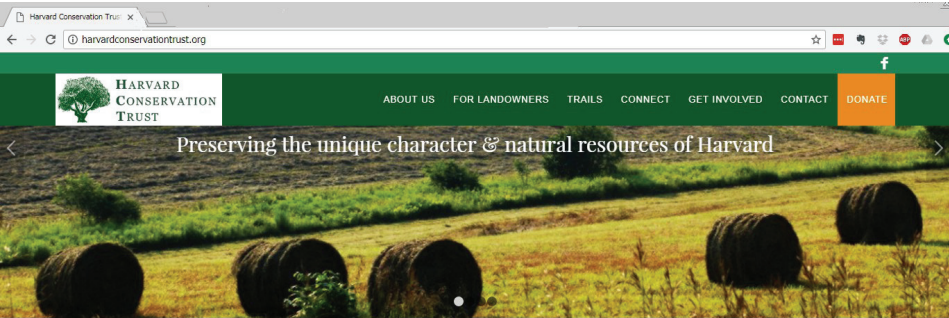 Harvard Conservation Trus
harvardconservationtrust.org
ABP
f
HARVARD
CONSERVATION
TRUST
ABOUT US FOR LANDOWNERS TRAILS CONNECT GET INVOLVED CONTACT DONATE
Preserving the unique character & natural resources of Harvard